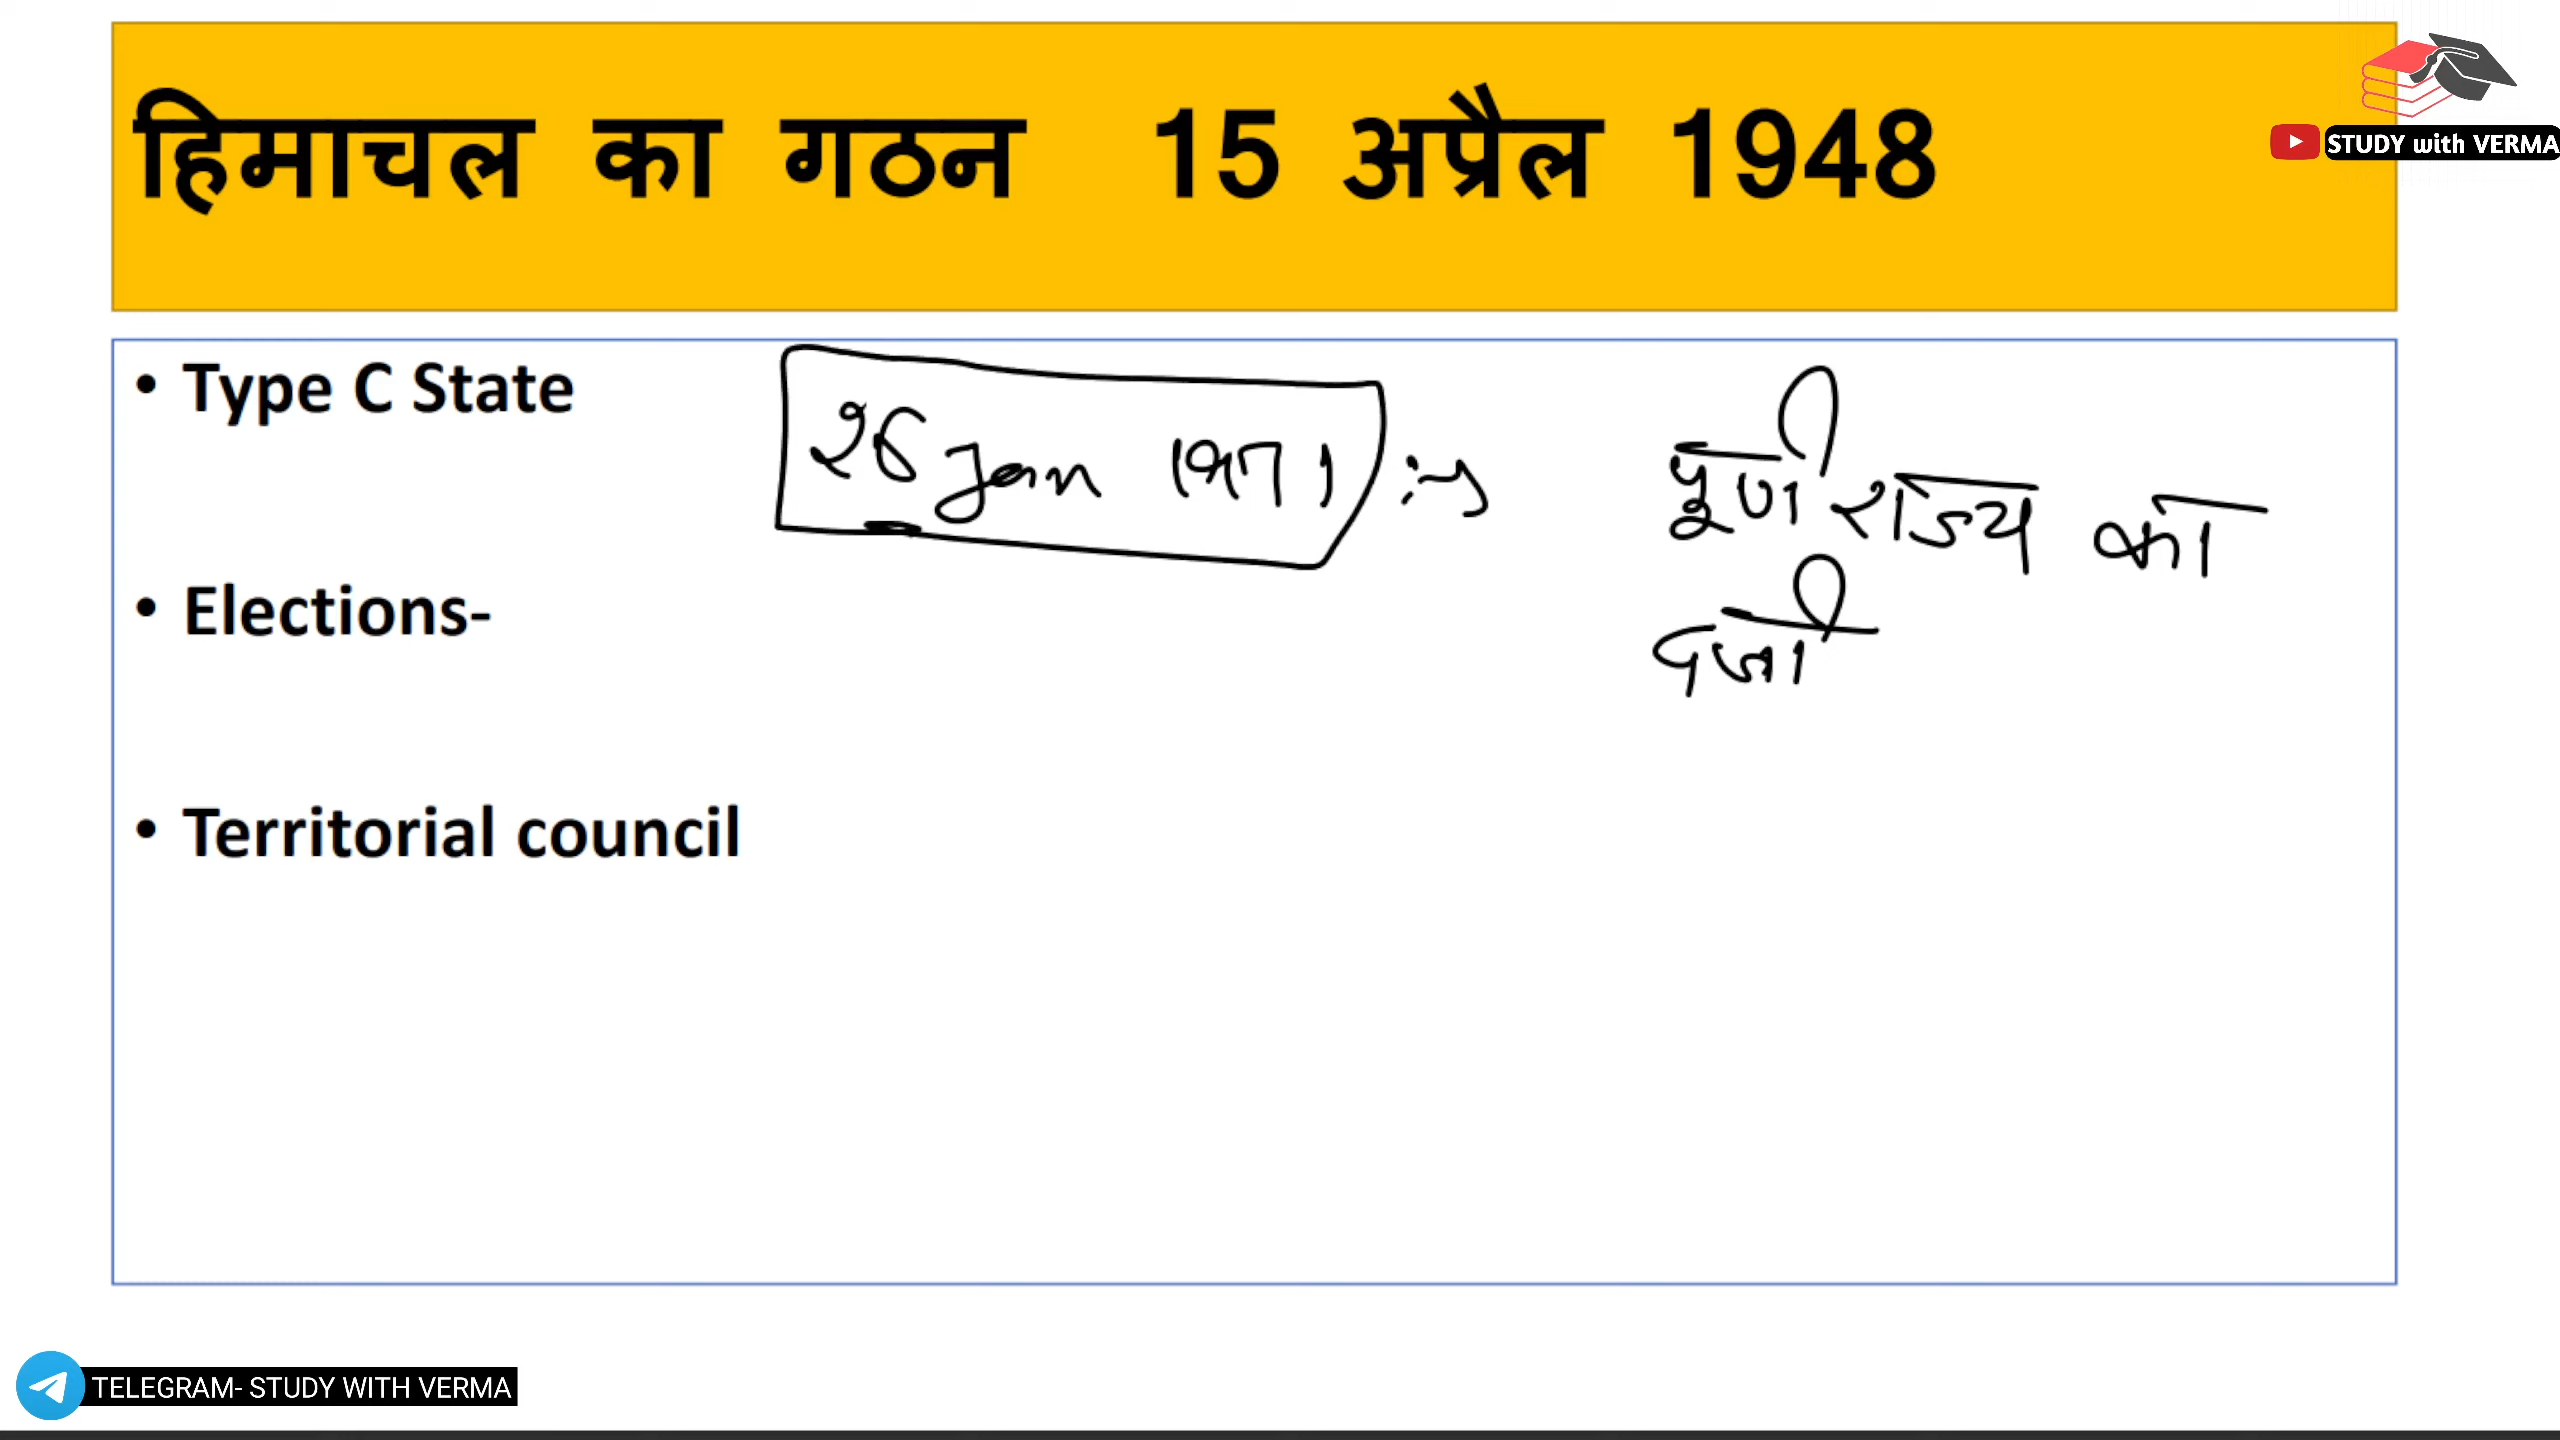 हिमाचल का गठन 15 अप्रैल 1948
STUDY with VERMA
• Type C State
26 Jan 1971 :→ पूर्ण राज्य का
दर्जा
• Elections-
• Territorial council
TELEGRAM- STUDY WITH VERMA